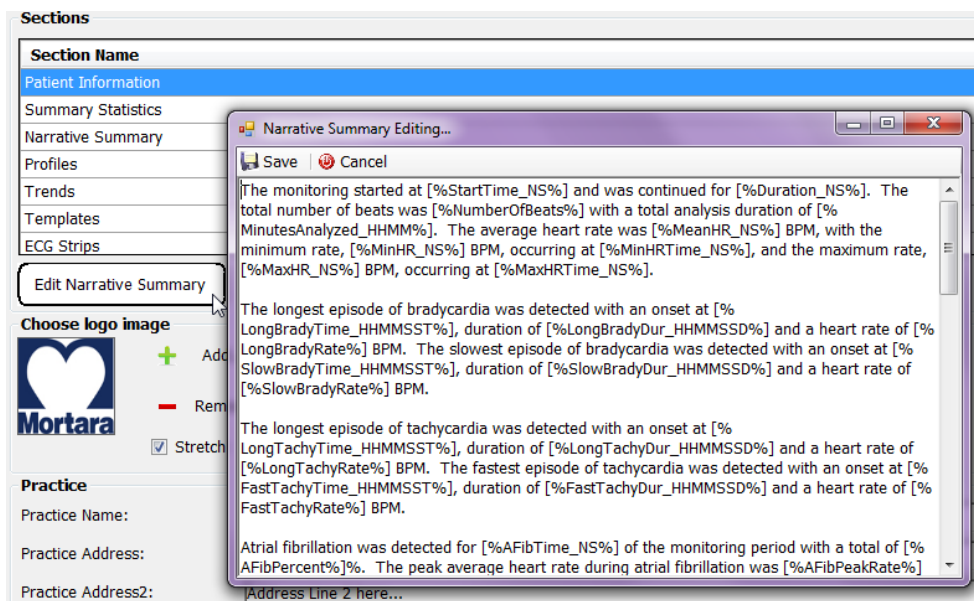 Sections
Section Name
Patient Information
Summary Statistics
Narrative Summary
Profiles
Trends
Templates
ECG Strips
Edit Narrative Summary
Choose logo image
Add
Rem
Mortara
Stretch
Practice
Practice Name:
Practice Address:
Practice Address2:
Address Line 2 here...
Narrative Summary Editing...
Save Cancel
The monitoring started at [%StartTime_NS%] and was continued for [%Duration_NS%].  The
total number of beats was [%NumberOfBeats%] with a total analysis duration of [%
MinutesAnalyzed_HHMM%].  The average heart rate was [%MeanHR_NS%] BPM, with the
minimum rate, [%MinHR_NS%] BPM, occurring at [%MinHRTime_NS%], and the maximum rate,
[%MaxHR_NS%] BPM, occurring at [%MaxHRTime_NS%].
The longest episode of bradycardia was detected with an onset at [%
LongBradyTime_HHMMSST%], duration of [%LongBradyDur_HHMMSSD%] and a heart rate of [%
LongBradyRate%] BPM.  The slowest episode of bradycardia was detected with an onset at [%
SlowBradyTime_HHMMSST%], duration of [%SlowBradyDur_HHMMSSD%] and a heart rate of
[%SlowBradyRate%] BPM.
The longest episode of tachycardia was detected with an onset at [%
LongTachyTime_HHMMSST%], duration of [%LongTachyDur_HHMMSSD%] and a heart rate of
[%LongTachyRate%] BPM.  The fastest episode of tachycardia was detected with an onset at [%
FastTachyTime_HHMMSST%], duration of [%FastTachyDur_HHMMSSD%] and a heart rate of [%
FastTachyRate%] BPM.
Atrial fibrillation was detected for [%AFibTime_NS%] of the monitoring period with a total of [%
AFibPercent%]%.  The peak average heart rate during atrial fibrillation was [%AFibPeakRate%]